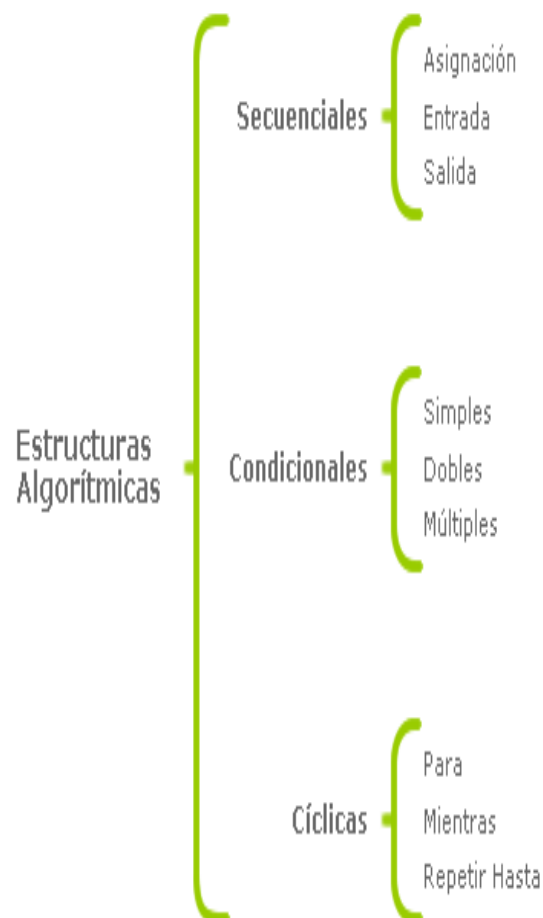 Estructuras
Algorítmicas
Secuenciales
Asignación
Entrada
Salida
Condicionales
Simples
Dobles
Múltiples
Cíclicas
Para
Mientras
Repetir Hasta